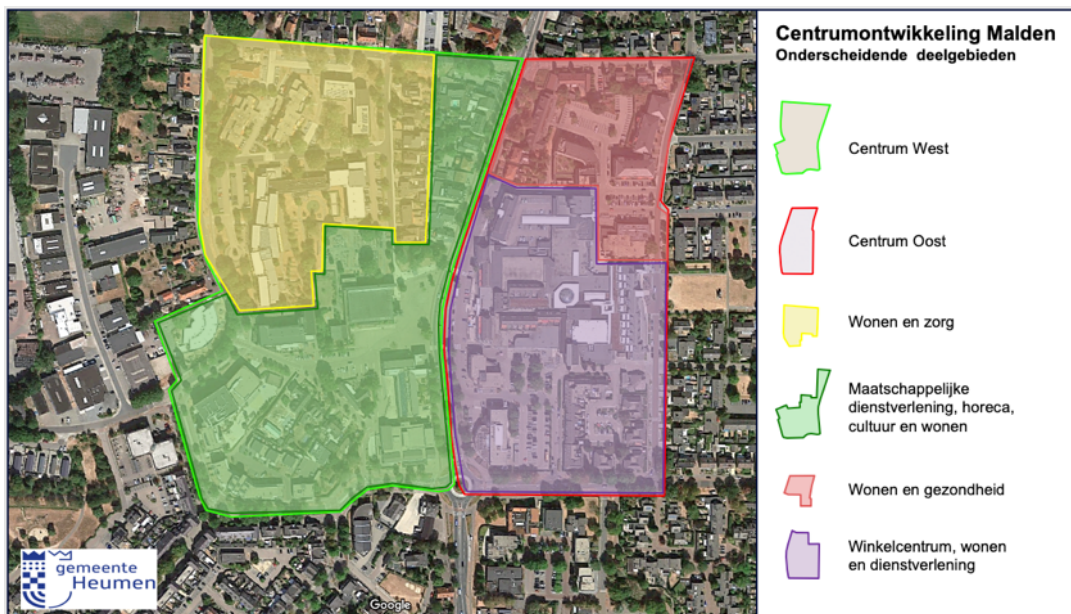 Centrumontwikkeling Malden
Onderscheidende deelgebieden
Centrum West
Centrum Oost
Wonen en zorg
Maatschappelijke
dienstverlening, horeca,
cultuur en wonen
Wonen en gezondheid
Winkelcentrum, wonen
en dienstverlening
gemeente
Heumen
Google